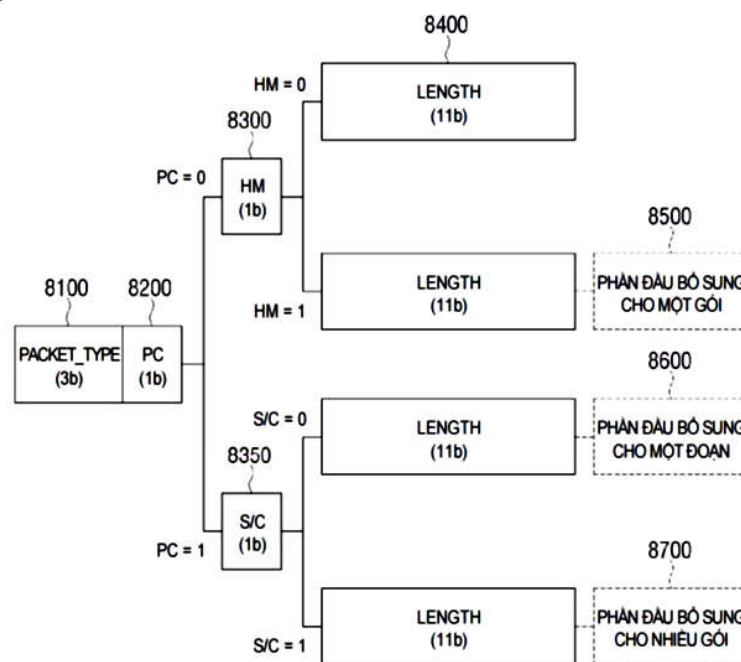 8400
HM = 0
LENGTH
(11b)
8300
PC = 0
HM
(1b)
8500
8100
8200
HM = 1
LENGTH
(11b)
PHẦN ĐẦU BỔ SUNG
CHO MỘT GÓI
PACKET_TYPE
(3b)
PC
(1b)
8600
S/C = 0
LENGTH
(11b)
PHẦN ĐẦU BỔ SUNG
CHO MỘT ĐOẠN
8350
PC = 1
S/C
(1b)
8700
S/C = 1
LENGTH
(11b)
PHẦN ĐẦU BỔ SUNG
CHO NHIỀU GÓI